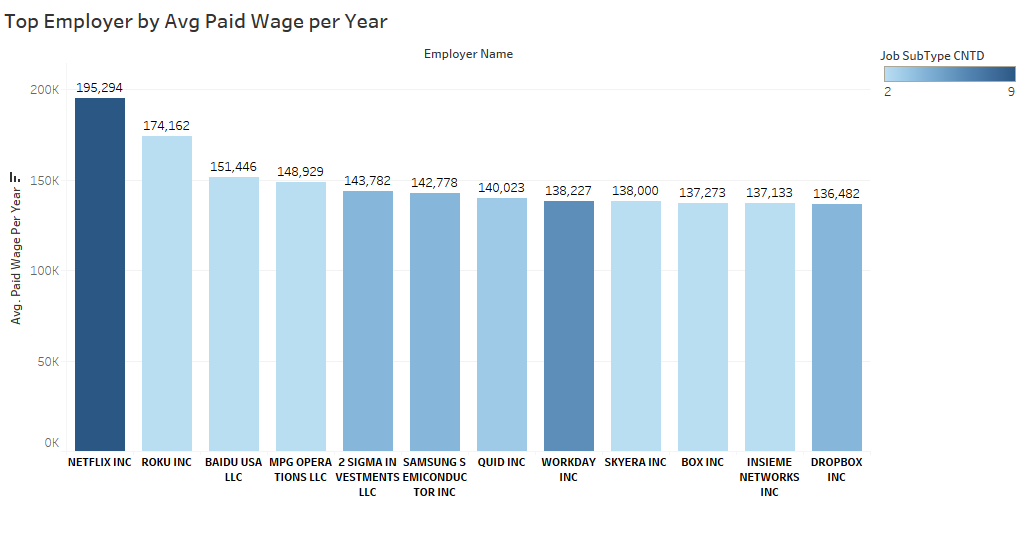 Top Employer by Avg Paid Wage per Year
Employer Name
Job SubType CNTD
2 9
Avg. Paid Wage Per Year
200K
150K
100K
50K
0K
195,294
174,162
151,446
148,929
143,782
142,778
140,023
138,227
138,000
137,273
137,133
136,482
NETFLIX INC
ROKU INC
BAIDU USA
LLC
MPG OPERA
TIONS LLC
2 SIGMA IN
VESTMENTS
LLC
SAMSUNG S
EMICONDUC
TOR INC
QUID INC
WORKDAY
INC
SKYERA INC
BOX INC
INSIEME
NETWORKS
INC
DROPBOX
INC